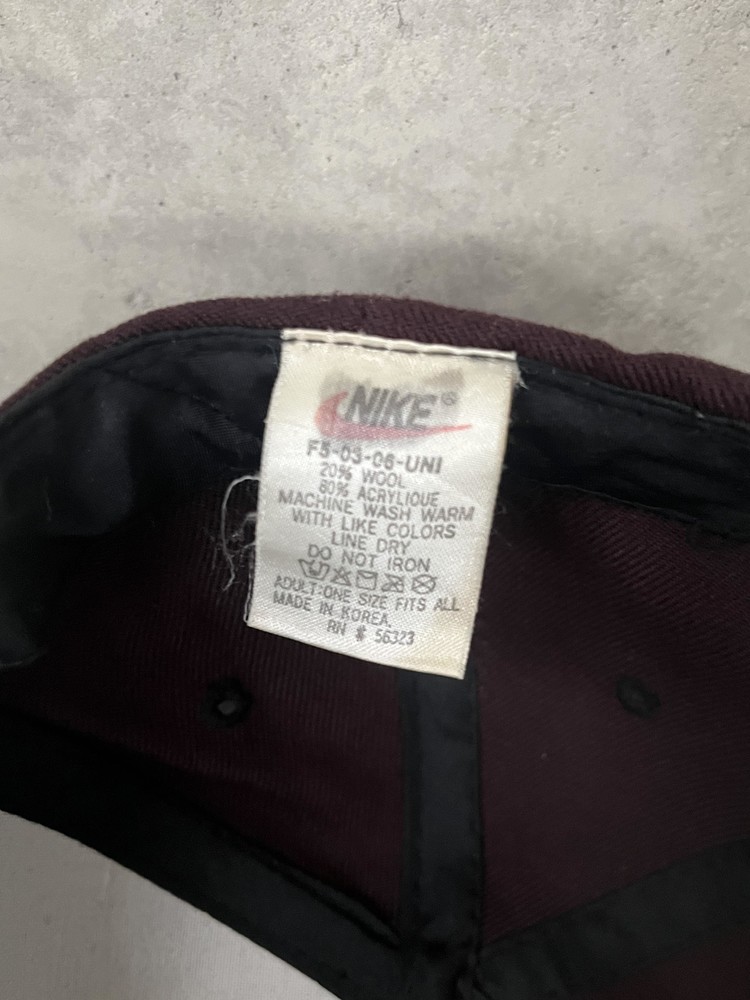 NIKE®
F5-03-06-UNI
20% WOOL
80% ACRYLIQUE
MACHINE WASH WARM
WITH LIKE COLORS
LINE DRY
DO NOT IRON
ADULT:ONE SIZE FITS ALL
MADE IN KOREA.
RN # 56323